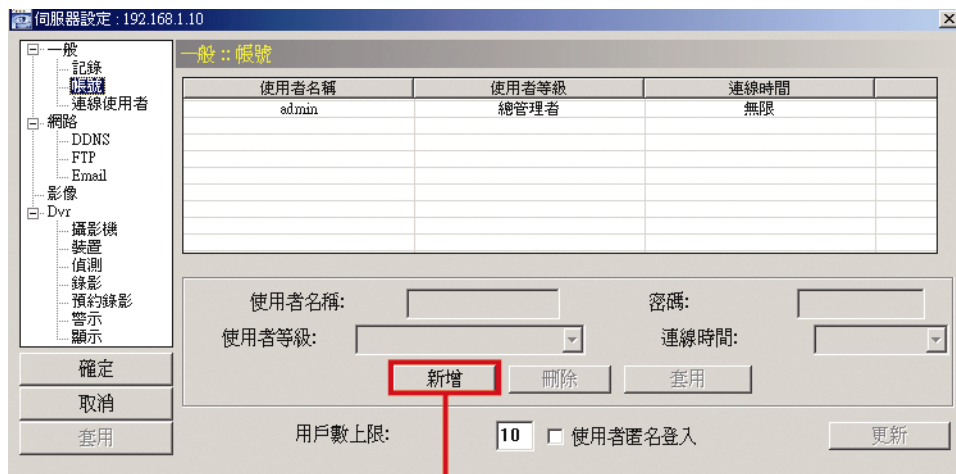 伺服器設定 : 192.168.1.10
一般
記錄
帳號
連線使用者
網路
DDNS
FTP
Email
影像
Dvr
攝影機
裝置
偵測
錄影
預約錄影
警示
顯示
確定
取消
套用
一般 :: 帳號
使用者名稱 使用者等級 連線時間
admin 總管理者 無限
使用者名稱: 密碼:
使用者等級: 連線時間:
新增 刪除 套用
用戶數上限: 10 使用者匿名登入 更新